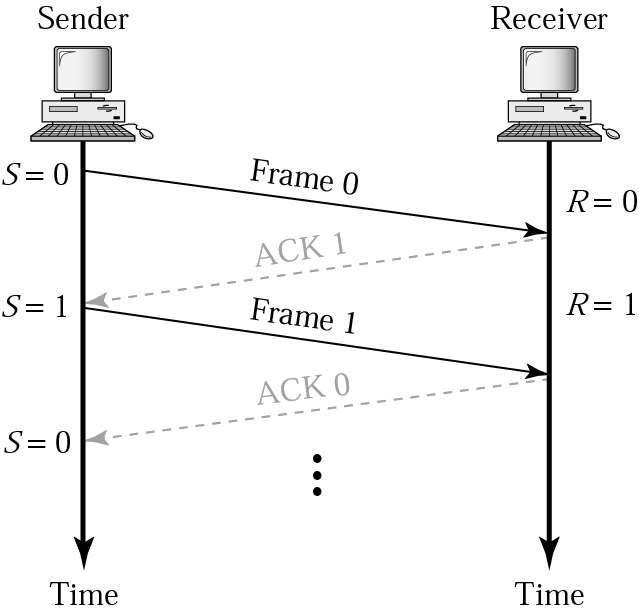 Sender
Receiver
S = 0
Frame 0
R = 0
ACK 1
S = 1
Frame 1
R = 1
ACK 0
S = 0
Time
Time